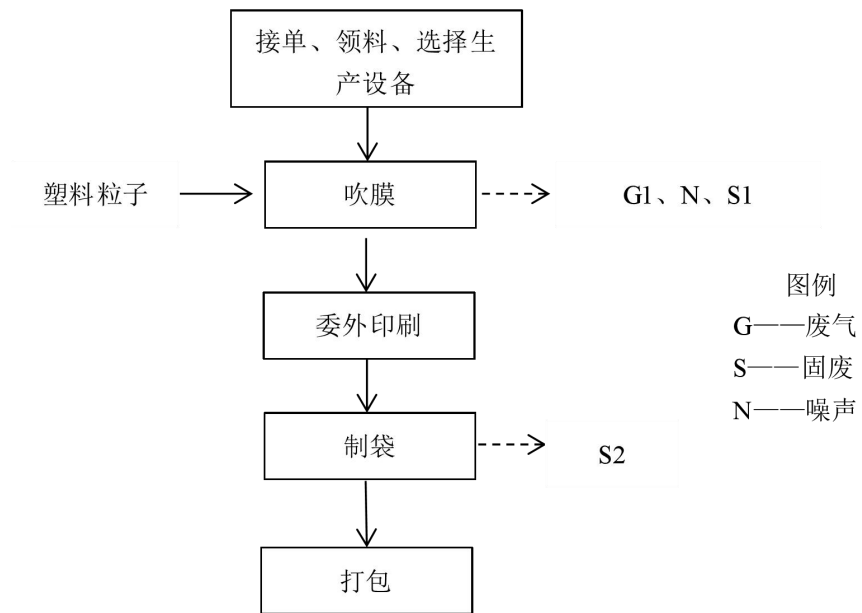 接单、领料、选择生
产设备
塑料粒子
吹膜
G1、N、S1
委外印刷
图例
G——废气
S——固废
N——噪声
制袋
S2
打包